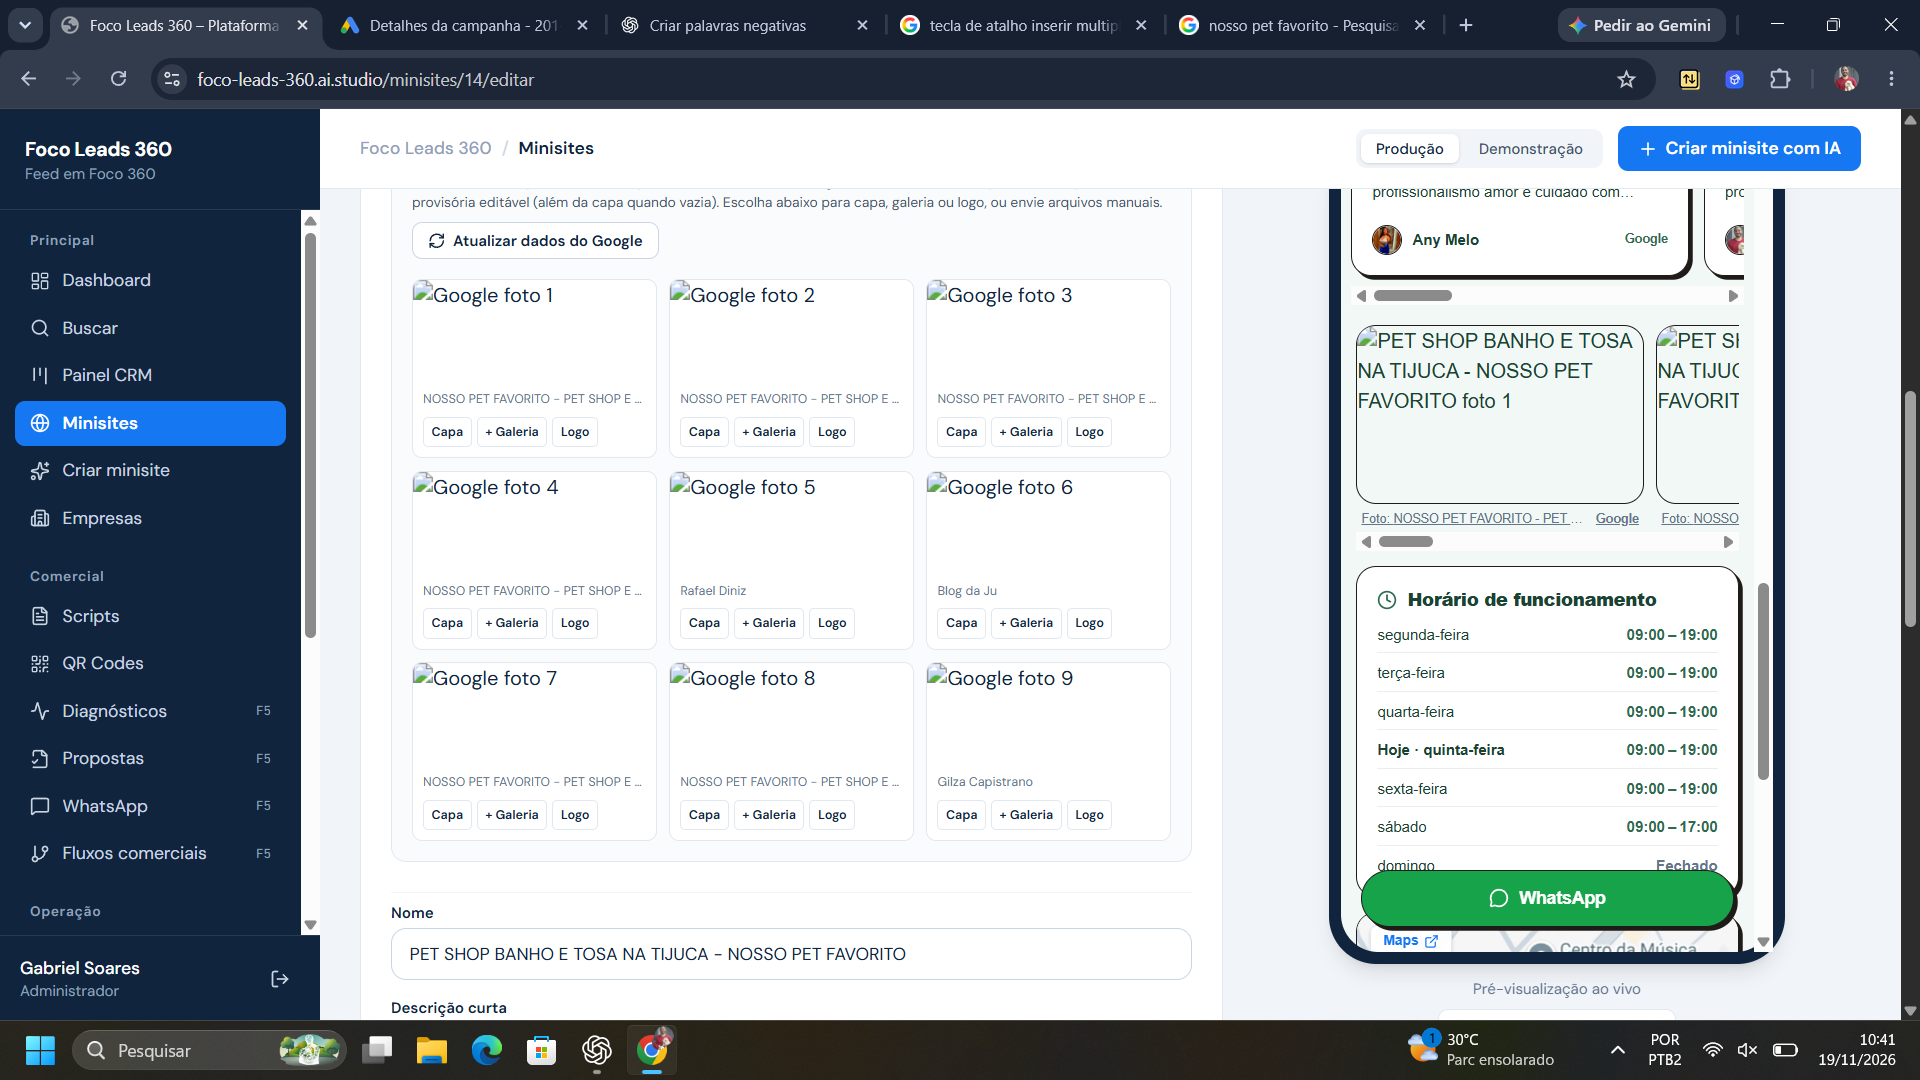 Foco Leads 360 – Plataforma
Detalhes da campanha - 201
Criar palavras negativas
tecla de atalho inserir multip
nosso pet favorito - Pesquisa
Pedir ao Gemini
foco-leads-360.ai.studio/minisites/14/editar
Foco Leads 360
Feed em Foco 360
Principal
Dashboard
Buscar
Painel CRM
Minisites
Criar minisite
Empresas
Comercial
Scripts
QR Codes
Diagnósticos F5
Propostas F5
WhatsApp F5
Fluxos comerciais F5
Operação
Gabriel Soares
Administrador
Foco Leads 360 / Minisites
Produção
Demonstração
+ Criar minisite com IA
provisória editável (além da capa quando vazia). Escolha abaixo para capa, galeria ou logo, ou envie arquivos manuais.
Atualizar dados do Google
Google foto 1
Google foto 2
Google foto 3
NOSSO PET FAVORITO - PET SHOP E ...
NOSSO PET FAVORITO - PET SHOP E ...
NOSSO PET FAVORITO - PET SHOP E ...
Capa + Galeria Logo
Capa + Galeria Logo
Capa + Galeria Logo
Google foto 4
Google foto 5
Google foto 6
NOSSO PET FAVORITO - PET SHOP E ...
Rafael Diniz
Blog da Ju
Capa + Galeria Logo
Capa + Galeria Logo
Capa + Galeria Logo
Google foto 7
Google foto 8
Google foto 9
NOSSO PET FAVORITO - PET SHOP E ...
NOSSO PET FAVORITO - PET SHOP E ...
Gilza Capistrano
Capa + Galeria Logo
Capa + Galeria Logo
Capa + Galeria Logo
Nome
PET SHOP BANHO E TOSA NA TIJUCA - NOSSO PET FAVORITO
Descrição curta
profissionalismo amor e cuidado com...
pro
Any Melo
Google
PET SHOP BANHO E TOSA
NA TIJUCA - NOSSO PET
FAVORITO foto 1
PET SH
NA TIJUC
FAVORIT
Foto: NOSSO PET FAVORITO - PET ... Google
Foto: NOSSO
Horário de funcionamento
segunda-feira 09:00 – 19:00
terça-feira 09:00 – 19:00
quarta-feira 09:00 – 19:00
Hoje · quinta-feira 09:00 – 19:00
sexta-feira 09:00 – 19:00
sábado 09:00 – 17:00
domingo Fechado
WhatsApp
Maps
Centro da Música
Pré-visualização ao vivo
Pesquisar
1
30°C
Parc ensolarado
POR
PTB2
10:41
19/11/2026